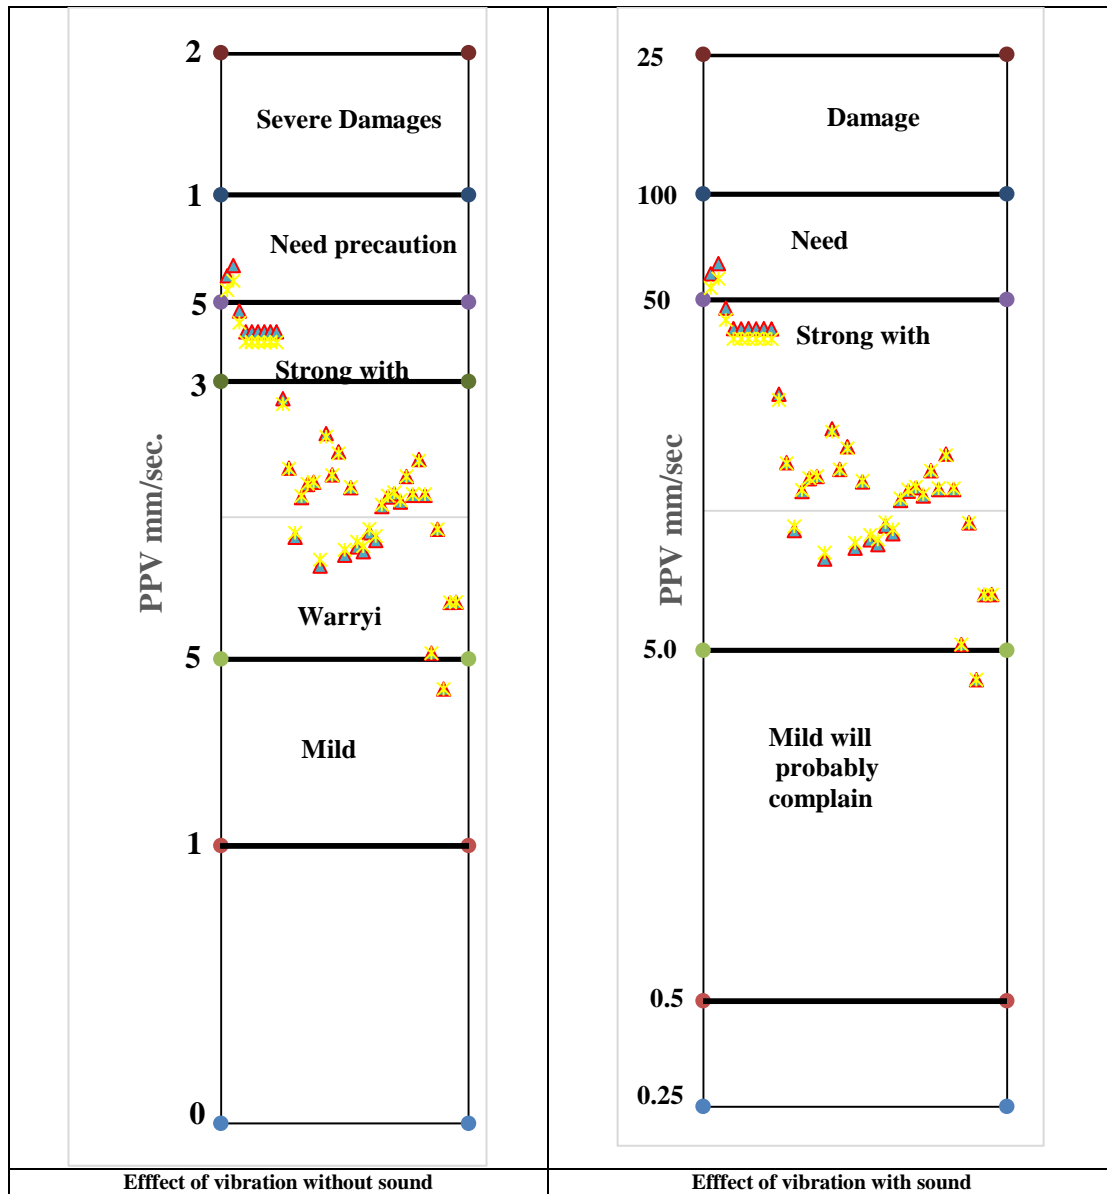 2
Severe Damages
1
Need precaution
5
Strong with
3
PPV mm/sec.
Warryi
5
Mild
1
0
Efffect of vibration without sound
25
Damage
100
Need
50
Strong with
PPV mm/sec
5.0
Mild will
probably
complain
0.5
0.25
Efffect of vibration with sound